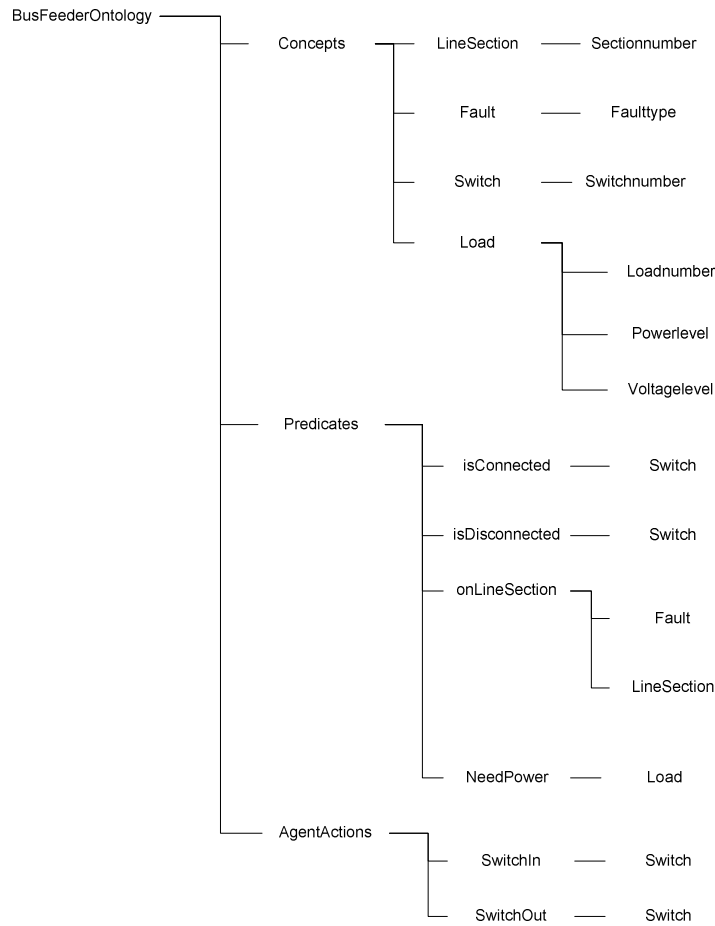 BusFeederOntology
Concepts
LineSection
Sectionnumber
Fault
Faulttype
Switch
Switchnumber
Load
Loadnumber
Powerlevel
Voltagelevel
Predicates
isConnected
Switch
isDisconnected
Switch
onLineSection
Fault
LineSection
NeedPower
Load
AgentActions
SwitchIn
Switch
SwitchOut
Switch